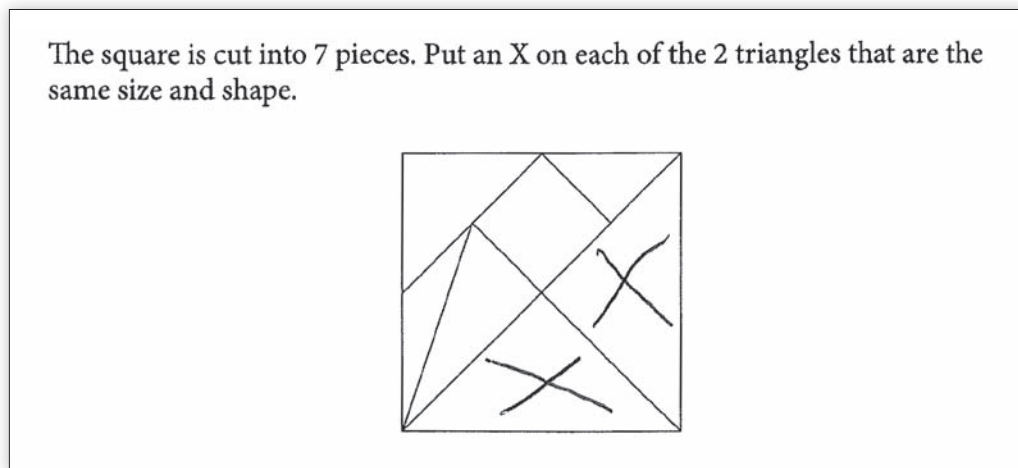 The square is cut into 7 pieces. Put an X on each of the 2 triangles that are the
same size and shape.
X
X